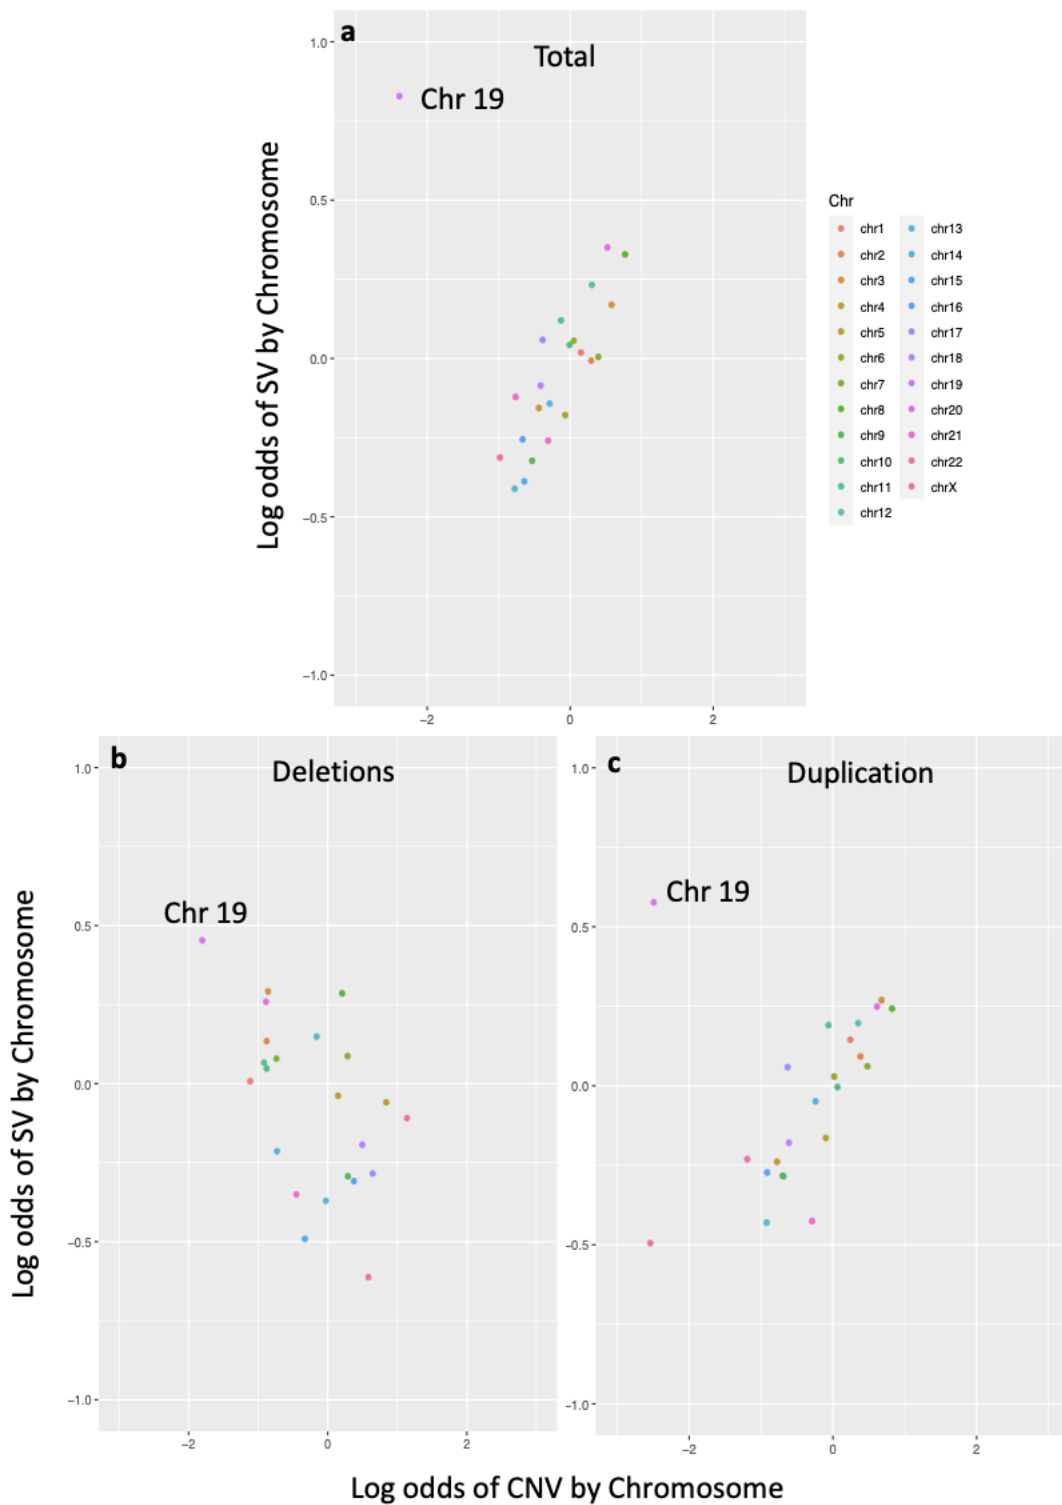 a
Total
Chr 19
1.0
0.5
0.0
−0.5
−1.0
−2 0 2
Log odds of SV by Chromosome
Chr
chr1 chr13
chr2 chr14
chr3 chr15
chr4 chr16
chr5 chr17
chr6 chr18
chr7 chr19
chr8 chr20
chr9 chr21
chr10 chr22
chr11 chrX
chr12
b
Deletions
Chr 19
1.0
0.5
0.0
−0.5
−1.0
−2 0 2
Log odds of SV by Chromosome
c
Duplication
Chr 19
1.0
0.5
0.0
−0.5
−1.0
−2 0 2
Log odds of CNV by Chromosome